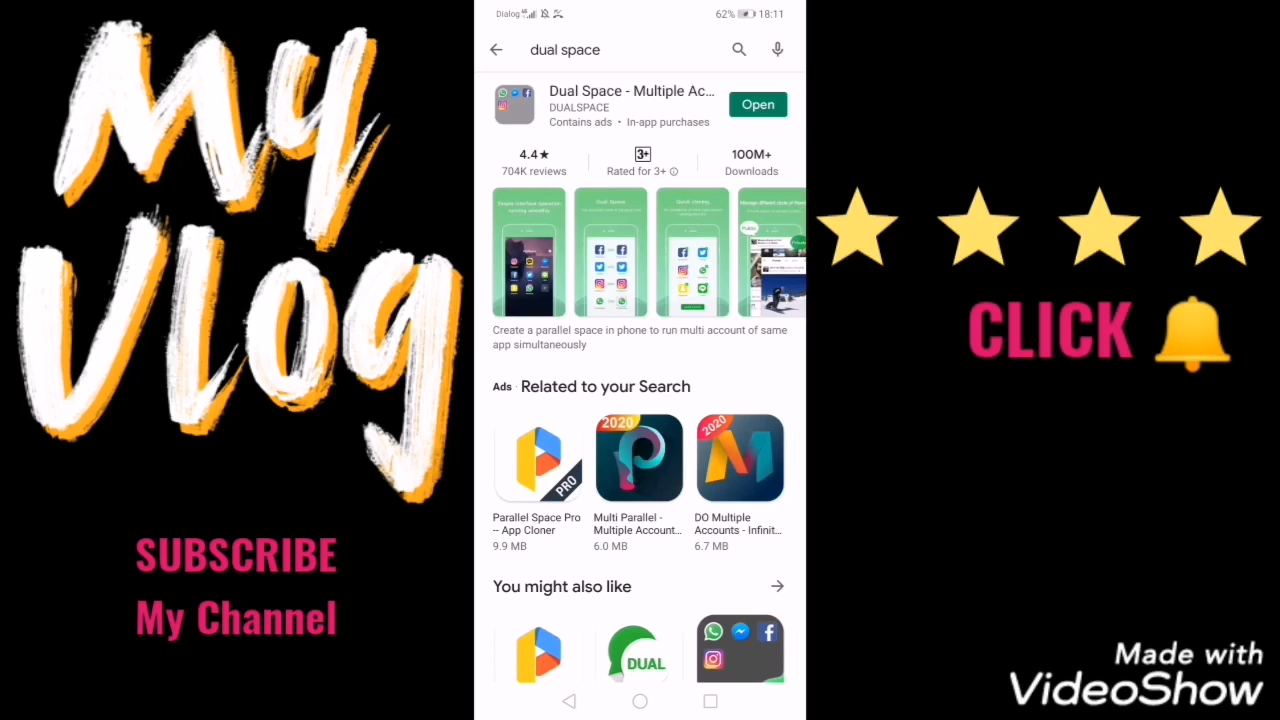 My
Vlog
SUBSCRIBE
My Channel
Dialog 62% 18:11
dual space
Dual Space - Multiple Ac...
DUALSPACE
Contains ads • In-app purchases
Open
4.4★
704K reviews
3+
Rated for 3+
100M+
Downloads
Dual Space
Quick cloning
Create a parallel space in phone to run multi account of same
app simultaneously
Ads · Related to your Search
PRO
2020
2020
Parallel Space Pro
-- App Cloner
9.9 MB
Multi Parallel -
Multiple Account...
6.0 MB
DO Multiple
Accounts - Infinit...
6.7 MB
You might also like
DUAL
CLICK
Made with
VideoShow